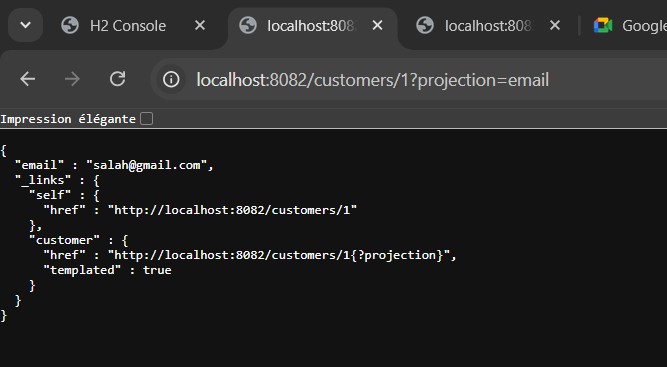 H2 Console
localhost:808
localhost:808
Google
localhost:8082/customers/1?projection=email
Impression élégante
{
  "email" : "salah@gmail.com",
  "_links" : {
    "self" : {
      "href" : "http://localhost:8082/customers/1"
    },
    "customer" : {
      "href" : "http://localhost:8082/customers/1{?projection}",
      "templated" : true
    }
  }
}